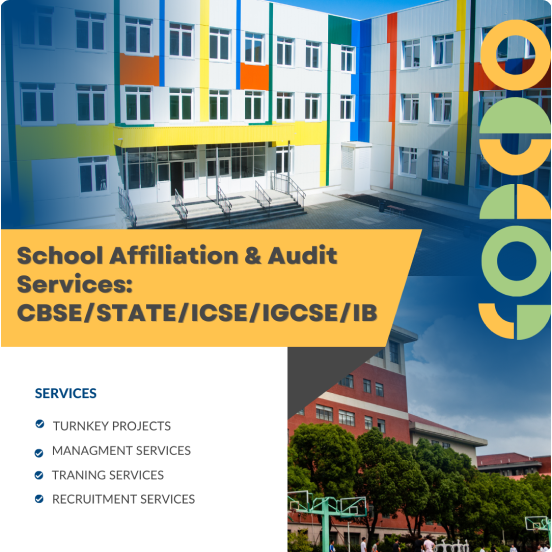 School Affiliation & Audit
Services:
CBSE/STATE/ICSE/IGCSE/IB
SERVICES
TURNKEY PROJECTS
MANAGMENT SERVICES
TRANING SERVICES
RECRUITMENT SERVICES